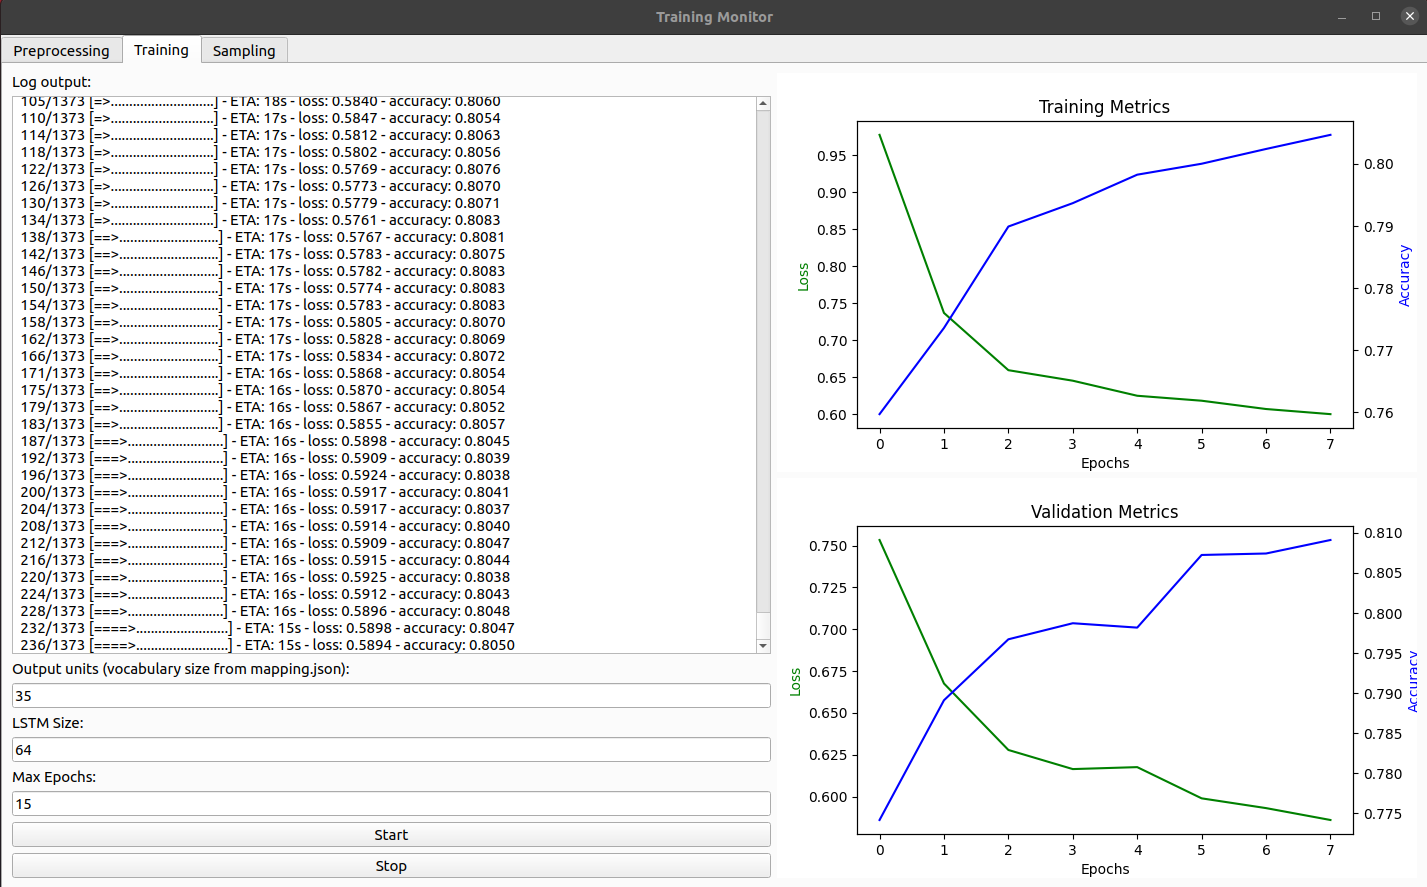 Training Monitor
Preprocessing Training Sampling
Log output:
105/1373 [=>............................] - ETA: 18s - loss: 0.5840 - accuracy: 0.8060
110/1373 [=>............................] - ETA: 17s - loss: 0.5847 - accuracy: 0.8054
114/1373 [=>............................] - ETA: 17s - loss: 0.5812 - accuracy: 0.8063
118/1373 [=>............................] - ETA: 17s - loss: 0.5802 - accuracy: 0.8056
122/1373 [=>............................] - ETA: 17s - loss: 0.5769 - accuracy: 0.8076
126/1373 [=>............................] - ETA: 17s - loss: 0.5773 - accuracy: 0.8070
130/1373 [=>............................] - ETA: 17s - loss: 0.5779 - accuracy: 0.8071
134/1373 [=>............................] - ETA: 17s - loss: 0.5761 - accuracy: 0.8083
138/1373 [==>...........................] - ETA: 17s - loss: 0.5767 - accuracy: 0.8081
142/1373 [==>...........................] - ETA: 17s - loss: 0.5783 - accuracy: 0.8075
146/1373 [==>...........................] - ETA: 17s - loss: 0.5782 - accuracy: 0.8083
150/1373 [==>...........................] - ETA: 17s - loss: 0.5774 - accuracy: 0.8083
154/1373 [==>...........................] - ETA: 17s - loss: 0.5783 - accuracy: 0.8083
158/1373 [==>...........................] - ETA: 17s - loss: 0.5805 - accuracy: 0.8070
162/1373 [==>...........................] - ETA: 17s - loss: 0.5828 - accuracy: 0.8069
166/1373 [==>...........................] - ETA: 17s - loss: 0.5834 - accuracy: 0.8072
171/1373 [==>...........................] - ETA: 16s - loss: 0.5868 - accuracy: 0.8054
175/1373 [==>...........................] - ETA: 16s - loss: 0.5870 - accuracy: 0.8054
179/1373 [==>...........................] - ETA: 16s - loss: 0.5867 - accuracy: 0.8052
183/1373 [==>...........................] - ETA: 16s - loss: 0.5855 - accuracy: 0.8057
187/1373 [===>..........................] - ETA: 16s - loss: 0.5898 - accuracy: 0.8045
192/1373 [===>..........................] - ETA: 16s - loss: 0.5909 - accuracy: 0.8039
196/1373 [===>..........................] - ETA: 16s - loss: 0.5924 - accuracy: 0.8038
200/1373 [===>..........................] - ETA: 16s - loss: 0.5917 - accuracy: 0.8041
204/1373 [===>..........................] - ETA: 16s - loss: 0.5917 - accuracy: 0.8037
208/1373 [===>..........................] - ETA: 16s - loss: 0.5914 - accuracy: 0.8040
212/1373 [===>..........................] - ETA: 16s - loss: 0.5909 - accuracy: 0.8047
216/1373 [===>..........................] - ETA: 16s - loss: 0.5915 - accuracy: 0.8044
220/1373 [===>..........................] - ETA: 16s - loss: 0.5925 - accuracy: 0.8038
224/1373 [===>..........................] - ETA: 16s - loss: 0.5912 - accuracy: 0.8043
228/1373 [===>..........................] - ETA: 16s - loss: 0.5896 - accuracy: 0.8048
232/1373 [====>.........................] - ETA: 15s - loss: 0.5898 - accuracy: 0.8047
236/1373 [====>.........................] - ETA: 15s - loss: 0.5894 - accuracy: 0.8050
Output units (vocabulary size from mapping.json):
35
LSTM Size:
64
Max Epochs:
15
Start
Stop
Training Metrics
Loss
0.95
0.90
0.85
0.80
0.75
0.70
0.65
0.60
0.80
0.79
0.78
0.77
0.76
Accuracy
0 1 2 3 4 5 6 7
Epochs
Validation Metrics
Loss
0.750
0.725
0.700
0.675
0.650
0.625
0.600
0.810
0.805
0.800
0.795
0.790
0.785
0.780
0.775
Accuracy
0 1 2 3 4 5 6 7
Epochs